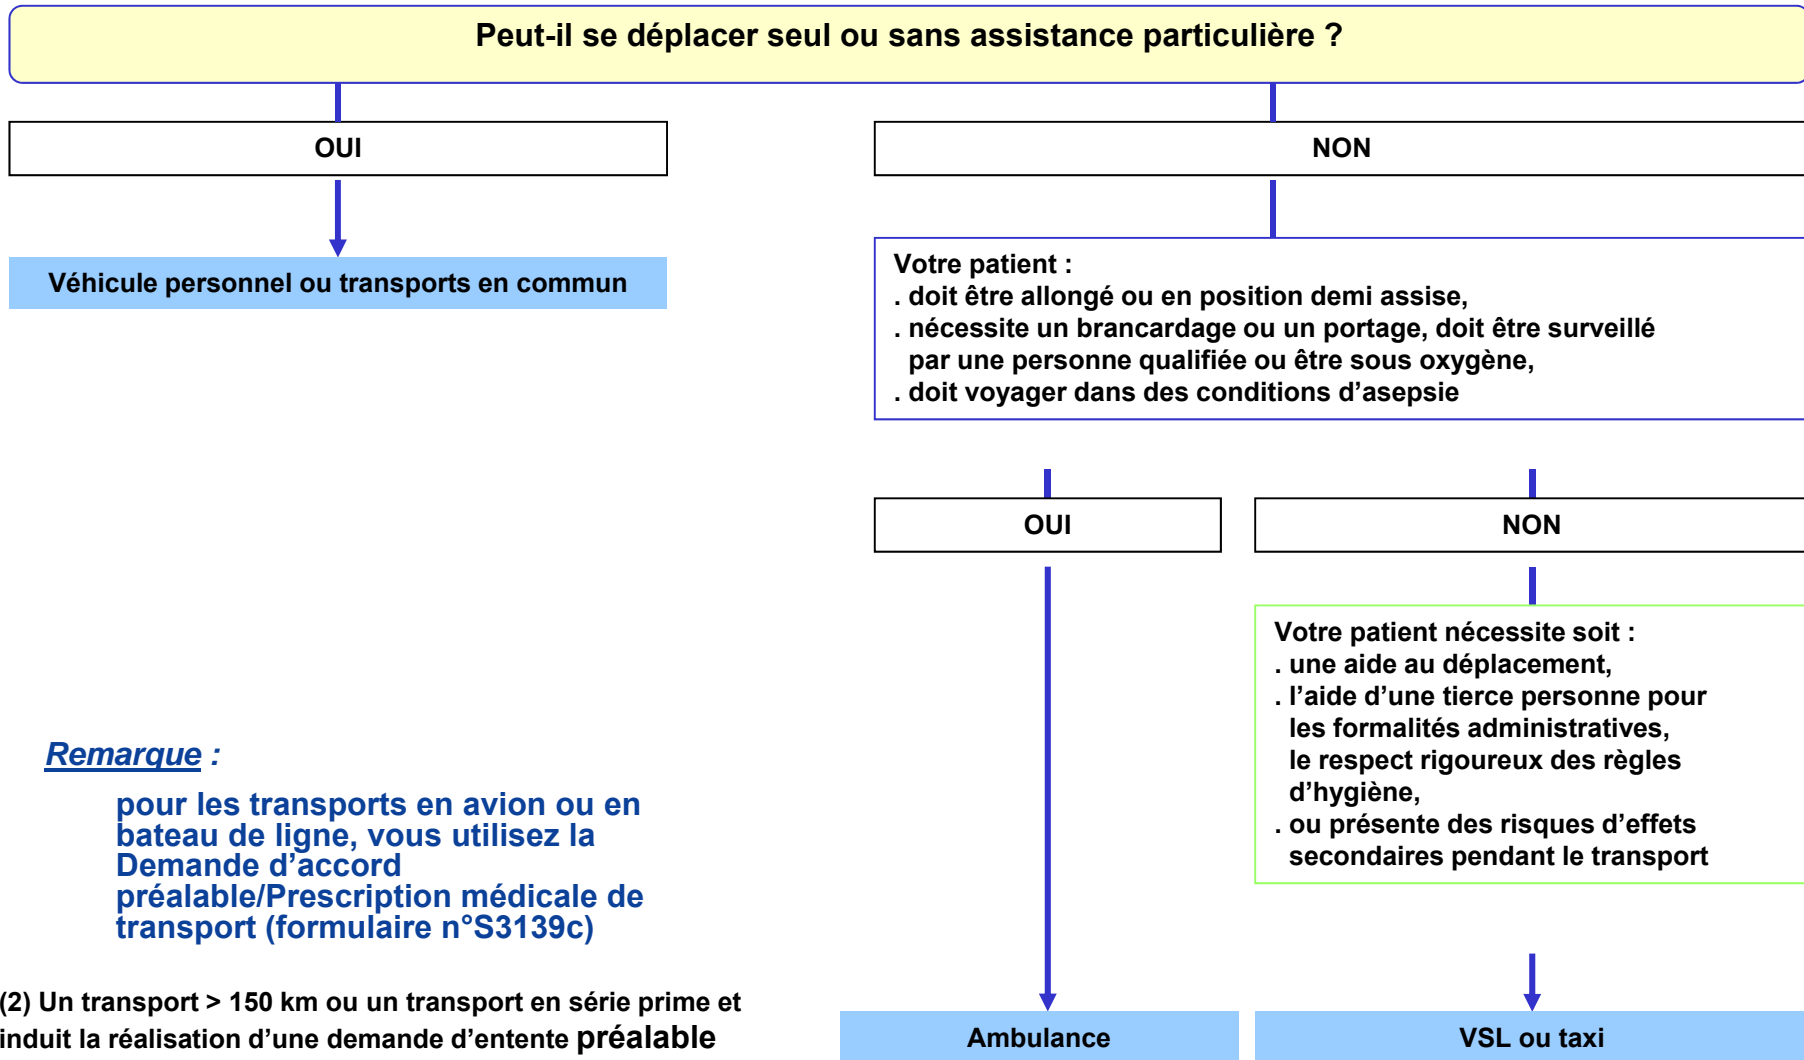 Peut-il se déplacer seul ou sans assistance particulière ?
OUI
NON
Véhicule personnel ou transports en commun
Votre patient :
. doit être allongé ou en position demi assise,
. nécessite un brancardage ou un portage, doit être surveillé
par une personne qualifiée ou être sous oxygène,
. doit voyager dans des conditions d'asepsie
OUI
NON
Votre patient nécessite soit :
. une aide au déplacement,
. l'aide d'une tierce personne pour
les formalités administratives,
le respect rigoureux des règles
d'hygiène,
. ou présente des risques d'effets
secondaires pendant le transport
Remarque :
pour les transports en avion ou en
bateau de ligne, vous utilisez la
Demande d'accord
préalable/Prescription médicale de
transport (formulaire n°S3139c)
(2) Un transport > 150 km ou un transport en série prime et
induit la réalisation d'une demande d'entente préalable
Ambulance
VSL ou taxi